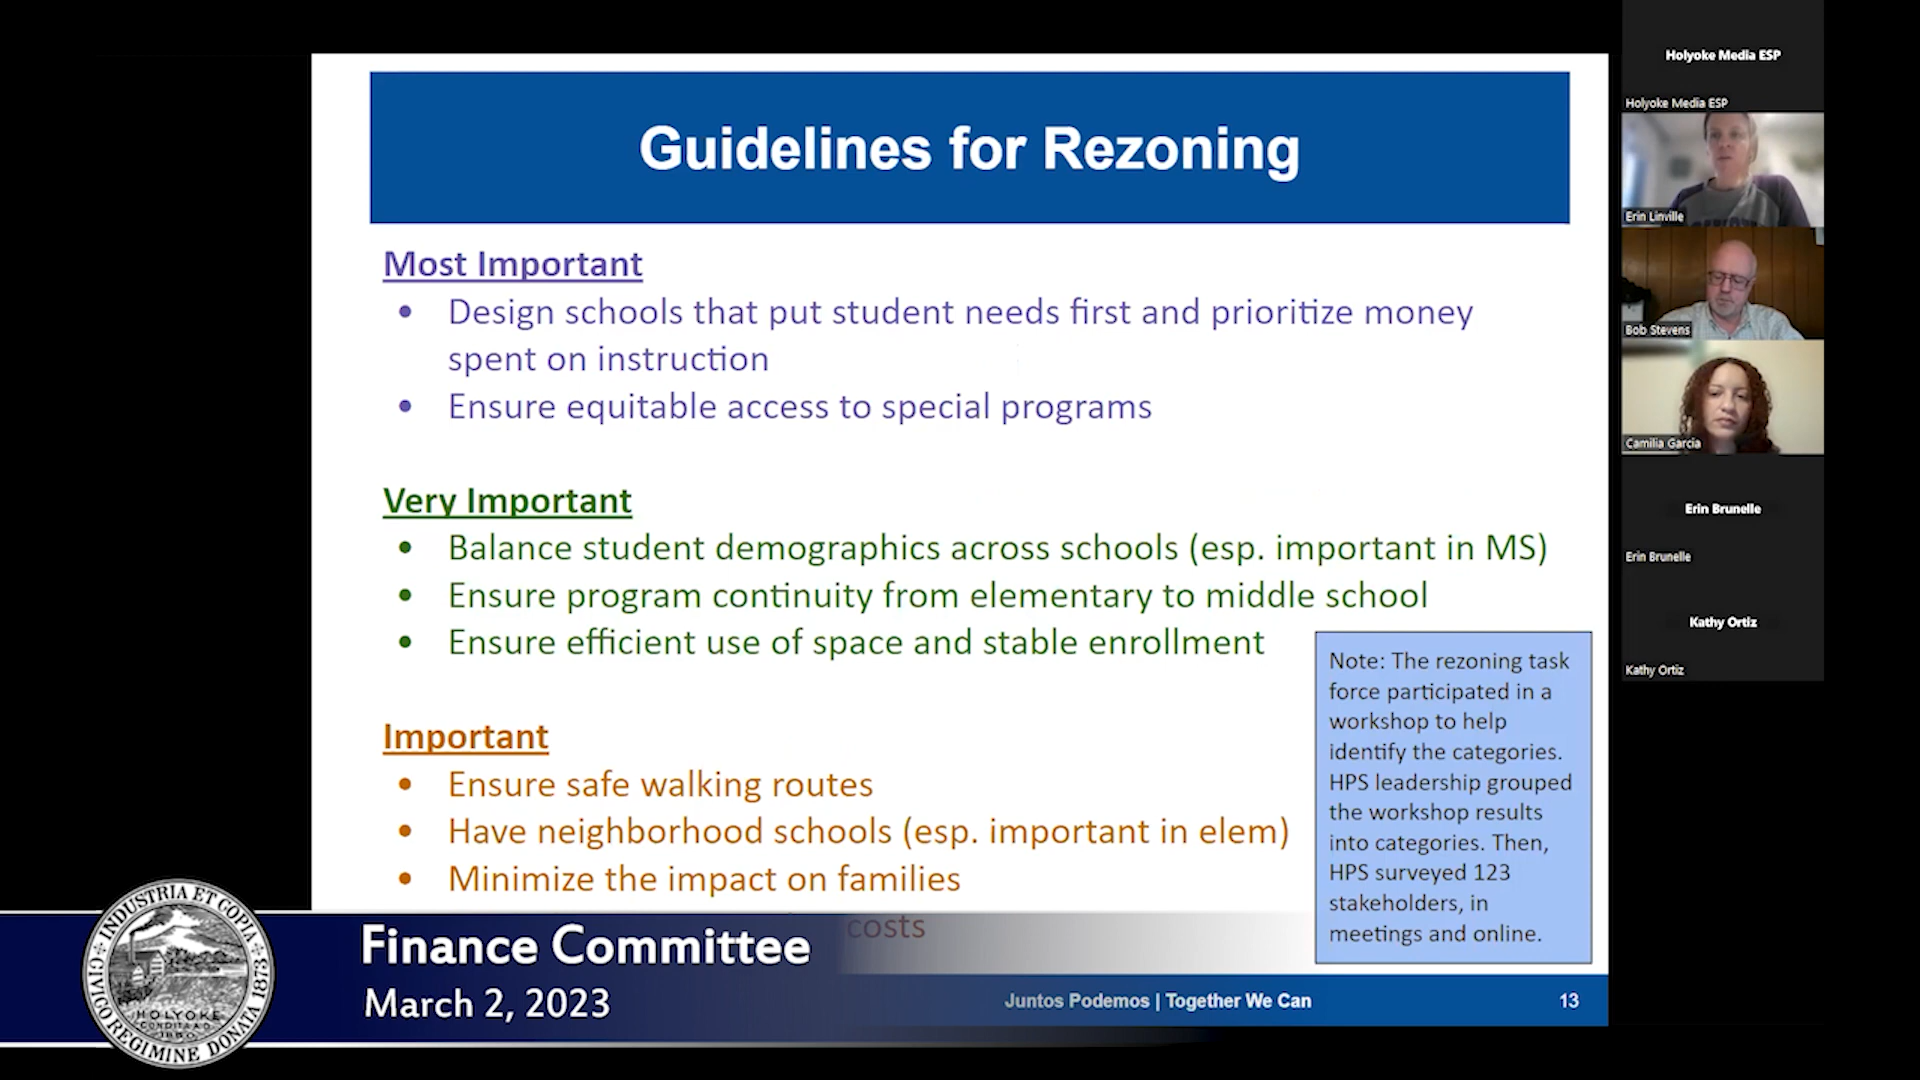 Guidelines for Rezoning
Most Important
• Design schools that put student needs first and prioritize money
spent on instruction
• Ensure equitable access to special programs
Very Important
• Balance student demographics across schools (esp. important in MS)
• Ensure program continuity from elementary to middle school
• Ensure efficient use of space and stable enrollment
Important
• Ensure safe walking routes
• Have neighborhood schools (esp. important in elem)
• Minimize the impact on families
costs
Note: The rezoning task
force participated in a
workshop to help
identify the categories.
HPS leadership grouped
the workshop results
into categories. Then,
HPS surveyed 123
stakeholders, in
meetings and online.
Juntos Podemos | Together We Can
13
Finance Committee
March 2, 2023
INDUSTRIA ET COPIA
CIVICAGO REGIMINE DONATA 1873
HOLYOKE
CONDITA A.D.
1850
Holyoke Media ESP
Holyoke Media ESP
Erin Linville
Bob Stevens
Camilia Garcia
Erin Brunelle
Erin Brunelle
Kathy Ortiz
Kathy Ortiz